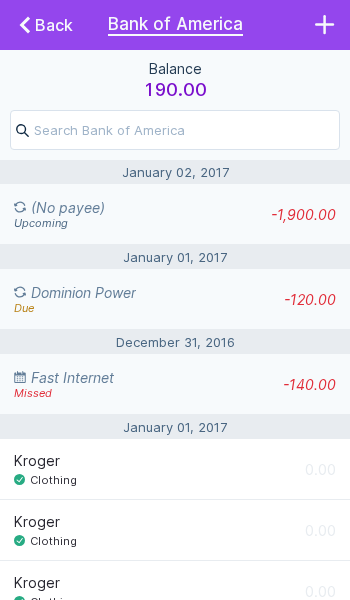 Back
Bank of America
Balance
190.00
Search Bank of America
January 02, 2017
(No payee)
-1,900.00
Upcoming
January 01, 2017
Dominion Power
-120.00
Due
December 31, 2016
Fast Internet
-140.00
Missed
January 01, 2017
Kroger
0.00
Clothing
Kroger
0.00
Clothing
Kroger
0.00